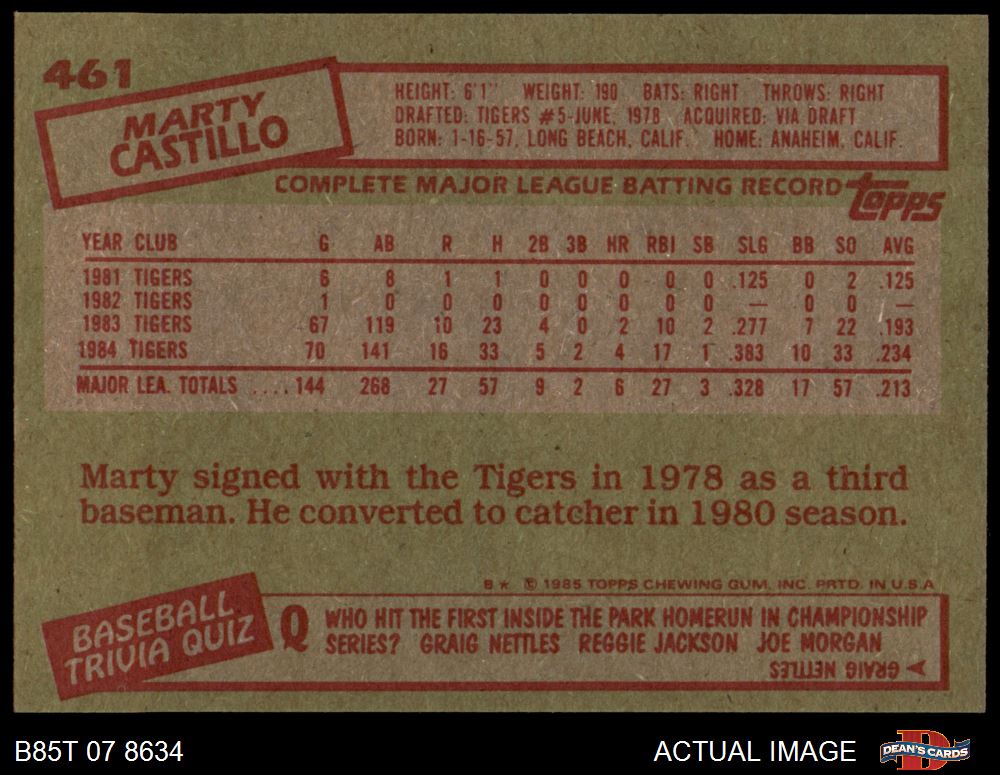 461
MARTY
CASTILLO
HEIGHT: 6'1" WEIGHT: 190 BATS: RIGHT THROWS: RIGHT
DRAFTED: TIGERS #5-JUNE, 1978 ACQUIRED: VIA DRAFT
BORN: 1-16-57, LONG BEACH, CALIF. HOME: ANAHEIM, CALIF.
COMPLETE MAJOR LEAGUE BATTING RECORD topps
YEAR CLUB G AB R H 2B 3B HR RBI SB SLG BB SO AVG
1981 TIGERS 6 8 1 1 0 0 0 0 0 .125 0 2 .125
1982 TIGERS 1 0 0 0 0 0 0 0 0 — 0 0 —
1983 TIGERS 67 119 10 23 4 0 2 10 2 .277 7 22 .193
1984 TIGERS 70 141 16 33 5 2 4 17 1 .383 10 33 .234
MAJOR LEA. TOTALS ....144 268 27 57 9 2 6 27 3 .328 17 57 .213
Marty signed with the Tigers in 1978 as a third
baseman. He converted to catcher in 1980 season.
B* © 1985 TOPPS CHEWING GUM, INC. PRTD. IN U.S.A
BASEBALL
TRIVIA QUIZ
Q WHO HIT THE FIRST INSIDE THE PARK HOMERUN IN CHAMPIONSHIP
SERIES? GRAIG NETTLES REGGIE JACKSON JOE MORGAN
GRAIG NETTLES
B85T 07 8634
ACTUAL IMAGE
D
DEAN'S CARDS